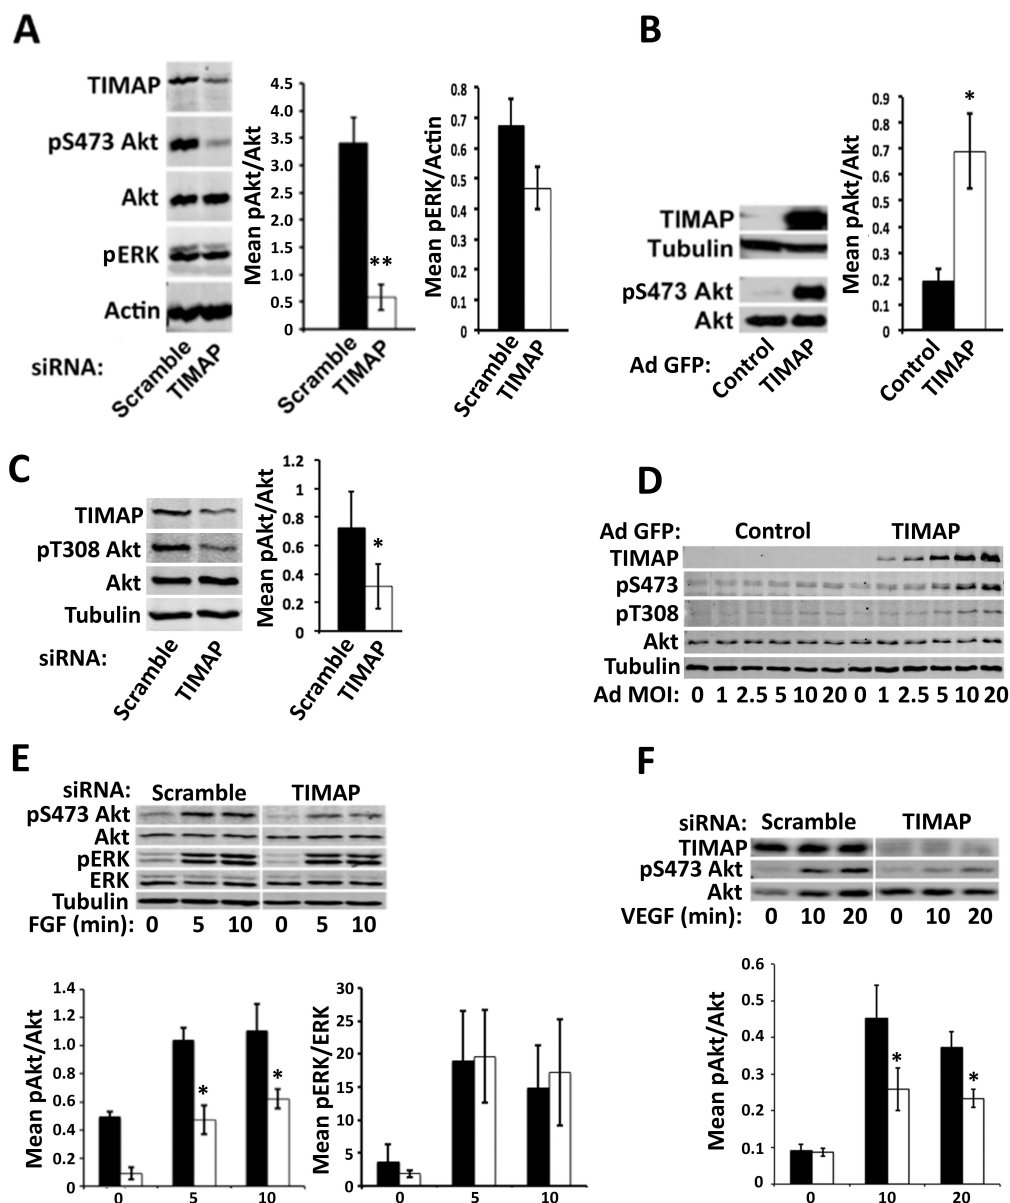 A
TIMAP
pS473 Akt
Akt
pERK
Actin
siRNA:
Scramble
TIMAP
Mean pAkt/Akt
4.5
4.0
3.5
3.0
2.5
2.0
1.5
1.0
0.5
0
**
Scramble
TIMAP
Mean pERK/Actin
0.8
0.7
0.6
0.5
0.4
0.3
0.2
0.1
0
Scramble
TIMAP
B
TIMAP
Tubulin
pS473 Akt
Akt
Ad GFP:
Control
TIMAP
Mean pAkt/Akt
0.9
0.8
0.7
0.6
0.5
0.4
0.3
0.2
0.1
0
*
Control
TIMAP
C
TIMAP
pT308 Akt
Akt
Tubulin
siRNA:
Scramble
TIMAP
Mean pAkt/Akt
1.2
1
0.8
0.6
0.4
0.2
0
*
Scramble
TIMAP
D
Ad GFP: Control TIMAP
TIMAP
pS473
pT308
Akt
Tubulin
Ad MOI: 0 1 2.5 5 10 20 0 1 2.5 5 10 20
E
siRNA: Scramble TIMAP
pS473 Akt
Akt
pERK
ERK
Tubulin
FGF (min): 0 5 10 0 5 10
Mean pAkt/Akt
1.4
1.2
1.0
0.8
0.6
0.4
0.2
0
* *
0 5 10
Mean pERK/ERK
30
25
20
15
10
5
0
0 5 10
F
siRNA: Scramble TIMAP
TIMAP
pS473 Akt
Akt
VEGF (min): 0 10 20 0 10 20
Mean pAkt/Akt
0.6
0.5
0.4
0.3
0.2
0.1
0
* *
0 10 20